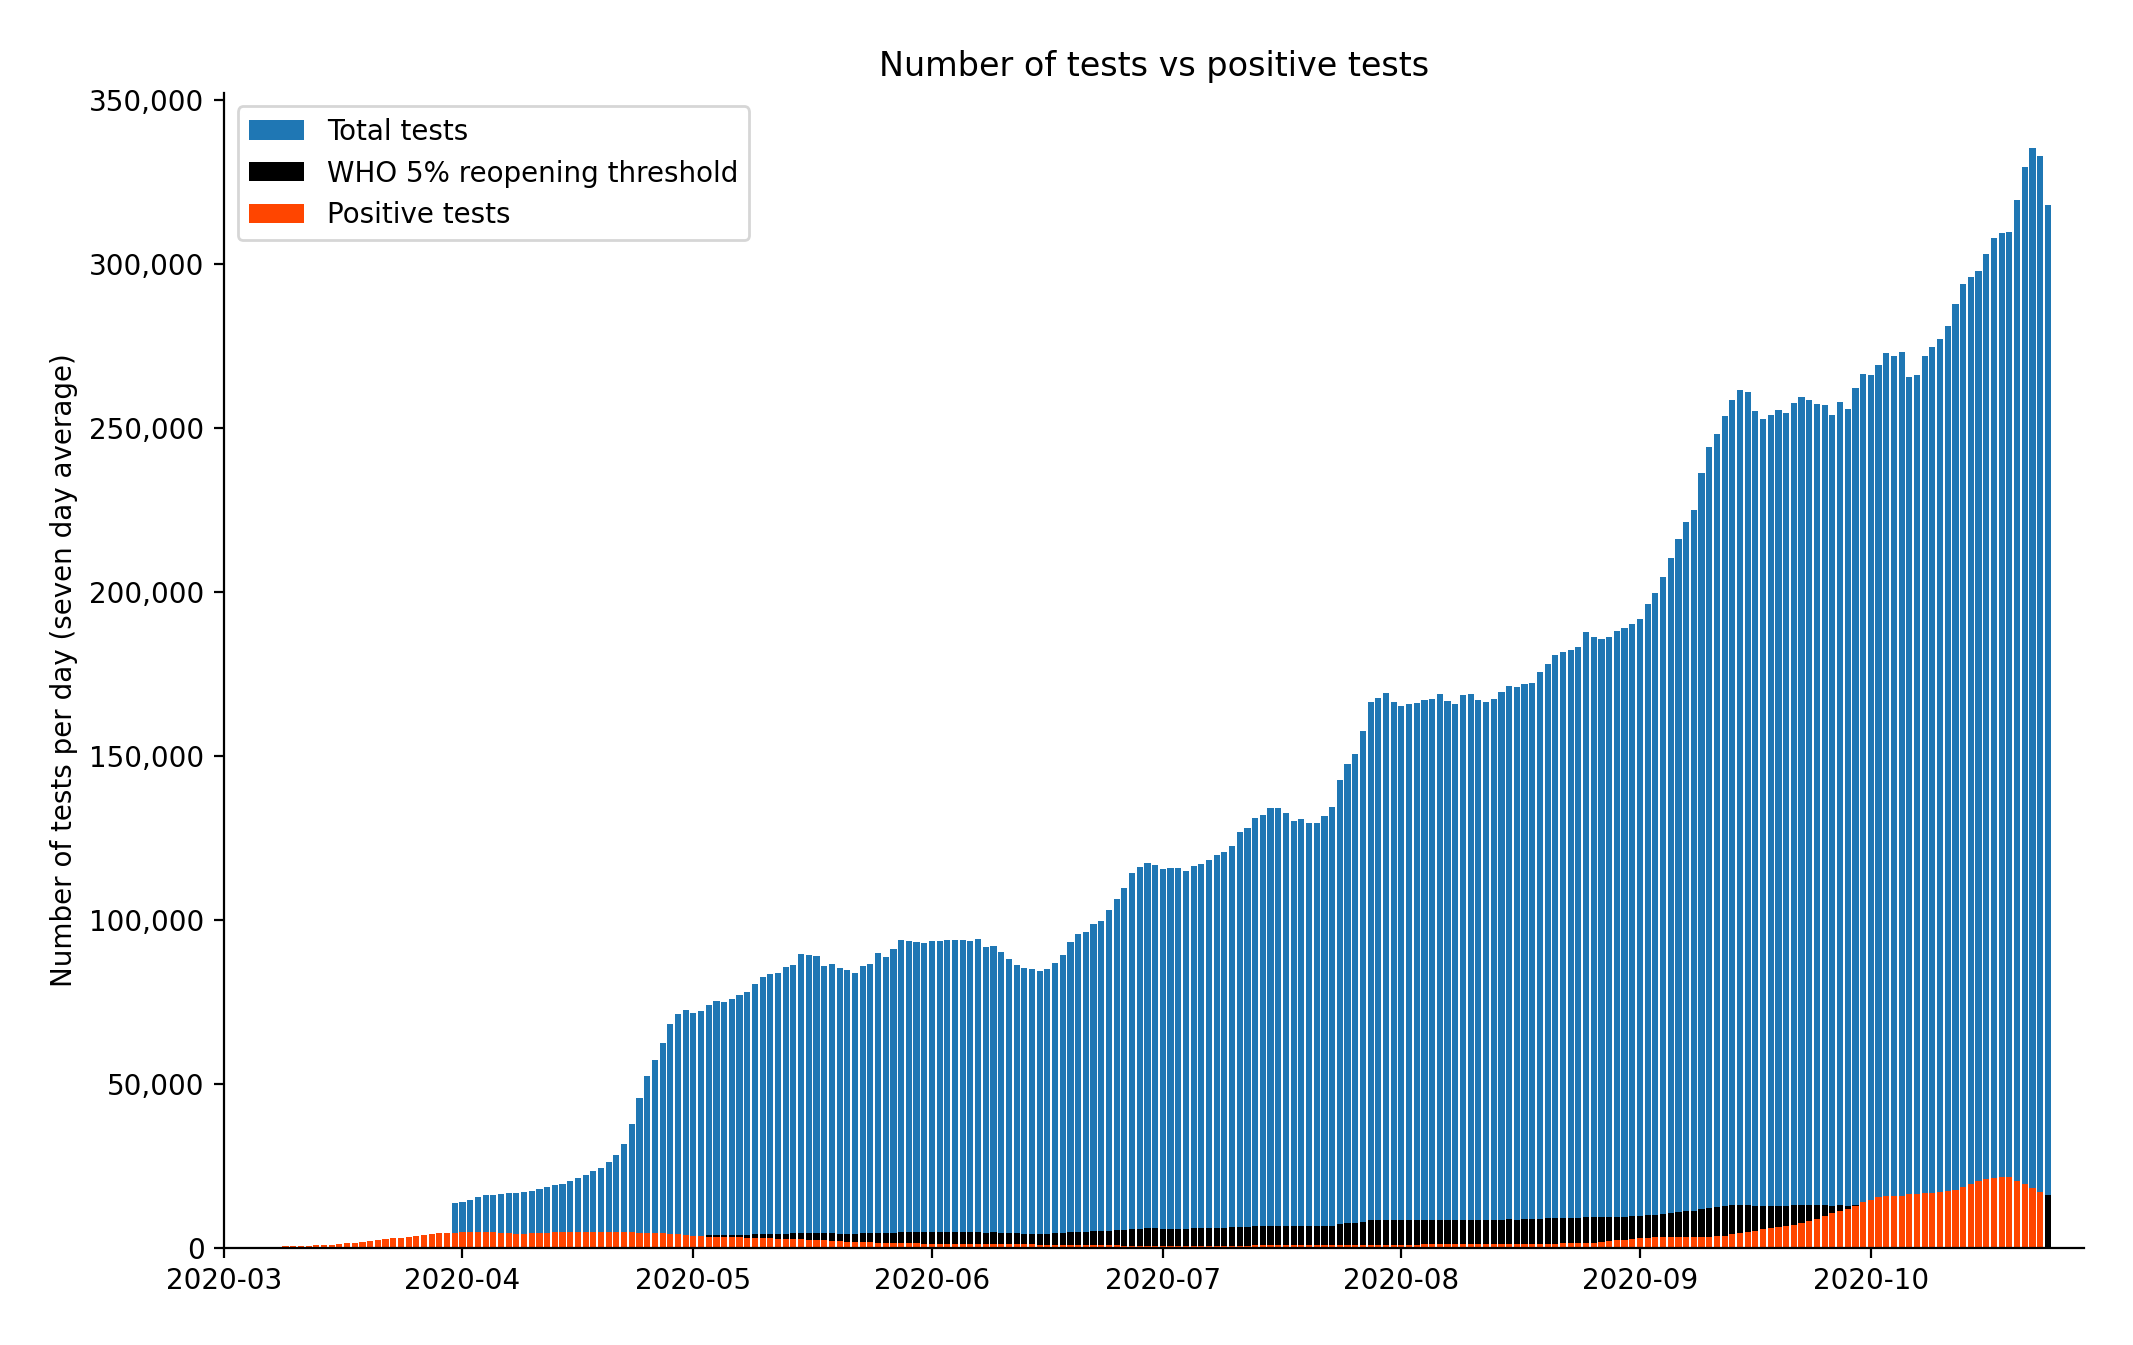 Number of tests vs positive tests
Total tests
WHO 5% reopening threshold
Positive tests
Number of tests per day (seven day average)
350,000
300,000
250,000
200,000
150,000
100,000
50,000
0
2020-03 2020-04 2020-05 2020-06 2020-07 2020-08 2020-09 2020-10